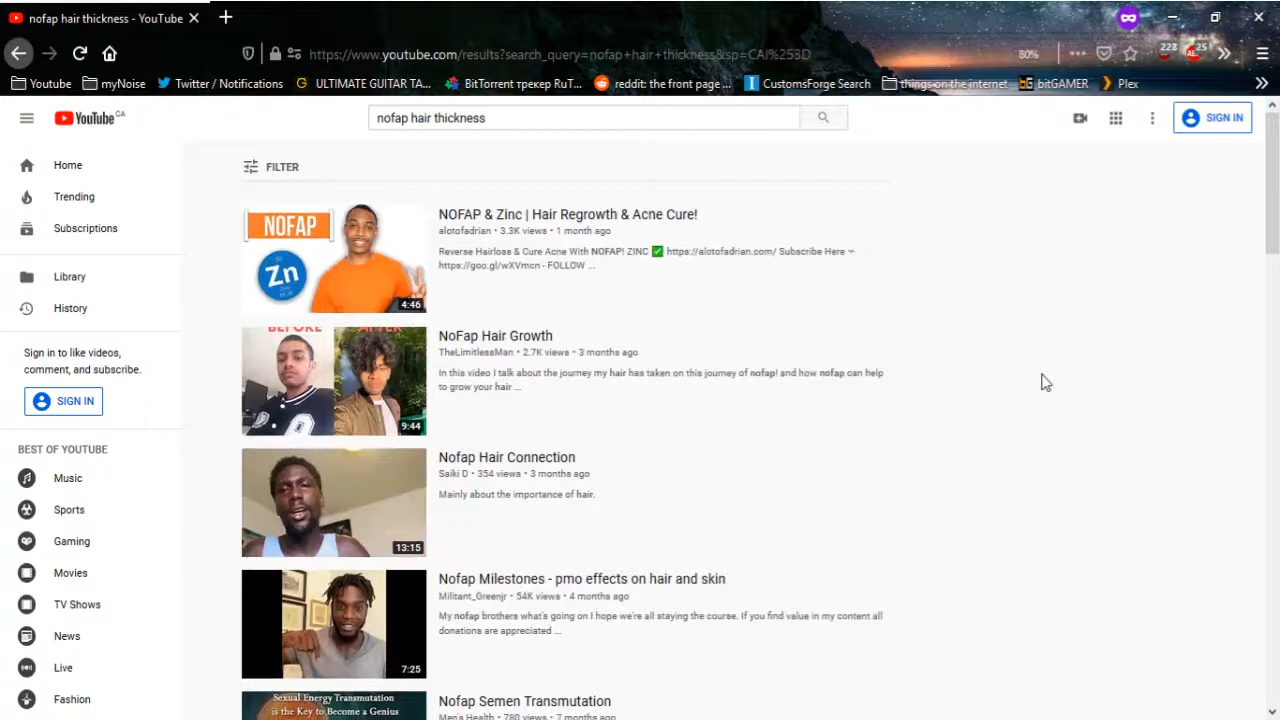 nofap hair thickness - YouTube
https://www.youtube.com/results?search_query=nofap+hair+thickness&sp=CAI%253D
80%
228
25
Youtube
myNoise
Twitter / Notifications
ULTIMATE GUITAR TA...
BitTorrent трекер RuT...
reddit: the front page ...
CustomsForge Search
things on the internet
bitGAMER
Plex
YouTube CA
nofap hair thickness
SIGN IN
Home
Trending
Subscriptions
Library
History
Sign in to like videos,
comment, and subscribe.
SIGN IN
BEST OF YOUTUBE
Music
Sports
Gaming
Movies
TV Shows
News
Live
Fashion
FILTER
NOFAP
Zn
4:46
NOFAP & Zinc | Hair Regrowth & Acne Cure!
alotofadrian • 3.3K views • 1 month ago
Reverse Hairloss & Cure Acne With NOFAP! ZINC ✅ https://alotofadrian.com/ Subscribe Here ~
https://goo.gl/wXVmcn - FOLLOW ...
BEFORE AFTER
9:44
NoFap Hair Growth
TheLimitlessMan • 2.7K views • 3 months ago
In this video I talk about the journey my hair has taken on this journey of nofap! and how nofap can help
to grow your hair ...
13:15
Nofap Hair Connection
Saiki D • 354 views • 3 months ago
Mainly about the importance of hair.
7:25
Nofap Milestones - pmo effects on hair and skin
Militant_Greenjr • 54K views • 4 months ago
My nofap brothers what's going on I hope we're all staying the course. If you find value in my content all
donations are appreciated ...
Sexual Energy Transmutation
is the Key to Become a Genius
Nofap Semen Transmutation
Men's Health • 780 views • 7 months ago